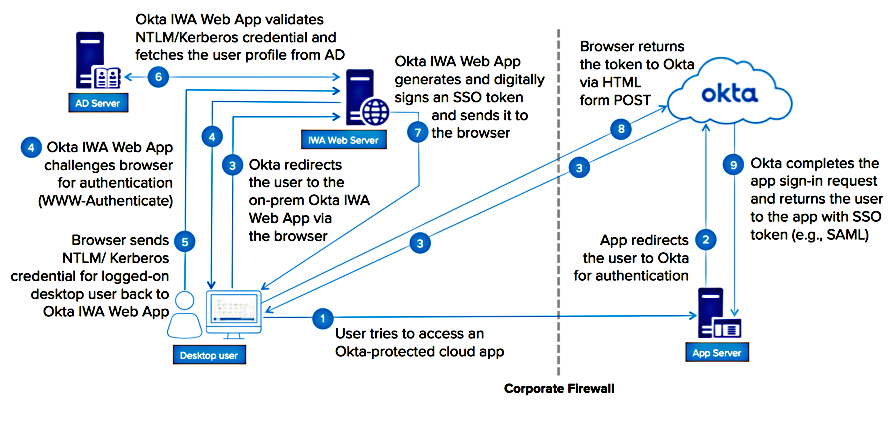 Okta IWA Web App validates
NTLM/Kerberos credential and
fetches the user profile from AD
6
AD Server
IWA Web Server
Okta IWA Web App
generates and digitally
signs an SSO token
and sends it to
the browser
7
Browser returns
the token to Okta
via HTML
form POST
8
okta
4
Okta IWA Web App
challenges browser
for authentication
(WWW-Authenticate)
4
3
Okta redirects
the user to the
on-prem Okta IWA
Web App via
the browser
3
3
9
Okta completes the
app sign-in request
and returns the user
to the app with SSO
token (e.g., SAML)
2
App redirects
the user to Okta
for authentication
5
Browser sends
NTLM/ Kerberos
credential for logged-on
desktop user back to
Okta IWA Web App
Desktop user
1
User tries to access an
Okta-protected cloud app
App Server
Corporate Firewall